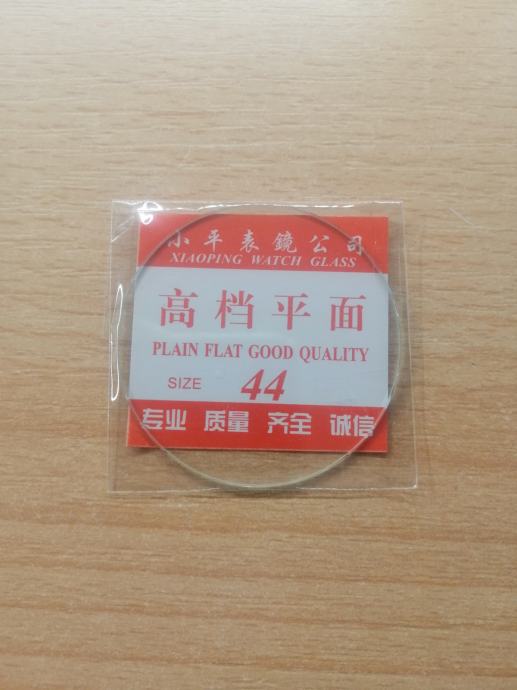 小平表鏡公司
XIAOPING WATCH GLASS
高档平面
PLAIN FLAT GOOD QUALITY
SIZE 44
专业 质量 齐全 诚信